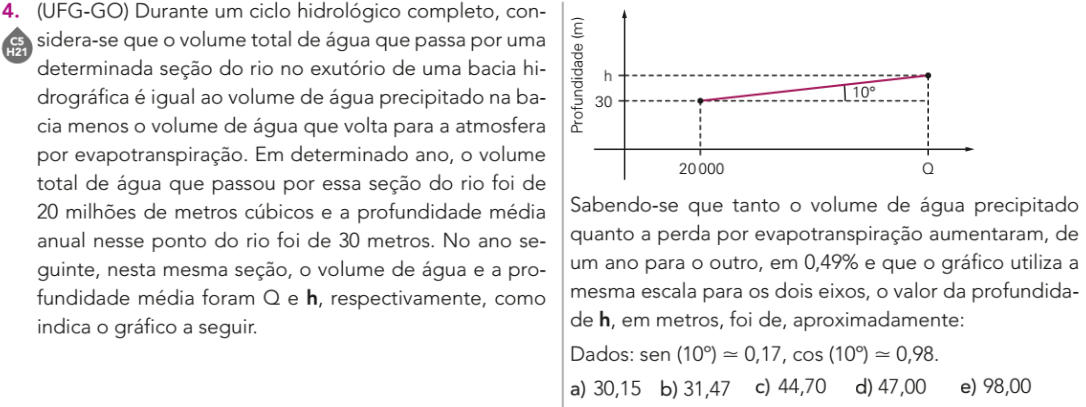 4. (UFG-GO) Durante um ciclo hidrológico completo, con-
C5
H21
sidera-se que o volume total de água que passa por uma
determinada seção do rio no exutório de uma bacia hi-
drográfica é igual ao volume de água precipitado na ba-
cia menos o volume de água que volta para a atmosfera
por evapotranspiração. Em determinado ano, o volume
total de água que passou por essa seção do rio foi de
20 milhões de metros cúbicos e a profundidade média
anual nesse ponto do rio foi de 30 metros. No ano se-
guinte, nesta mesma seção, o volume de água e a pro-
fundidade média foram Q e h, respectivamente, como
indica o gráfico a seguir.
Profundidade (m)
h
30
10º
20 000
Q
Sabendo-se que tanto o volume de água precipitado
quanto a perda por evapotranspiração aumentaram, de
um ano para o outro, em 0,49% e que o gráfico utiliza a
mesma escala para os dois eixos, o valor da profundida-
de h, em metros, foi de, aproximadamente:
Dados: sen (10º) ≃ 0,17, cos (10º) ≃ 0,98.
a) 30,15 b) 31,47 c) 44,70 d) 47,00 e) 98,00